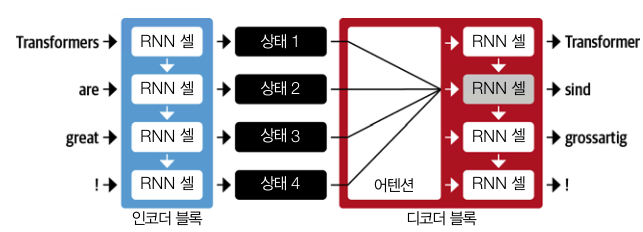 Transformers RNN 셀 상태 1 RNN 셀 Transformer
are RNN 셀 상태 2 RNN 셀 sind
great RNN 셀 상태 3 RNN 셀 grossartig
! RNN 셀 상태 4 어텐션 RNN 셀 !
인코더 블록 디코더 블록